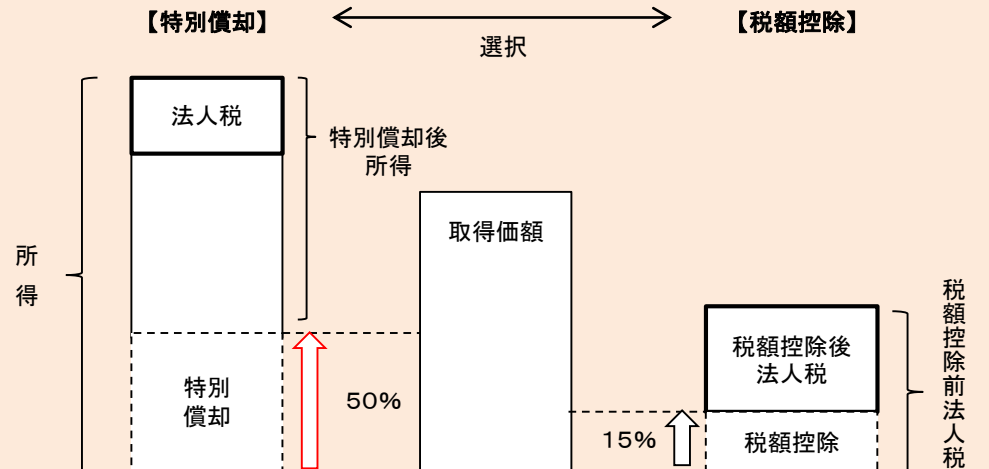 【特別償却】
選択
【税額控除】
法人税
特別償却後
所得
取得価額
所
得
税額控除前法人税
税額控除後
法人税
特別
償却
50%
15%
税額控除